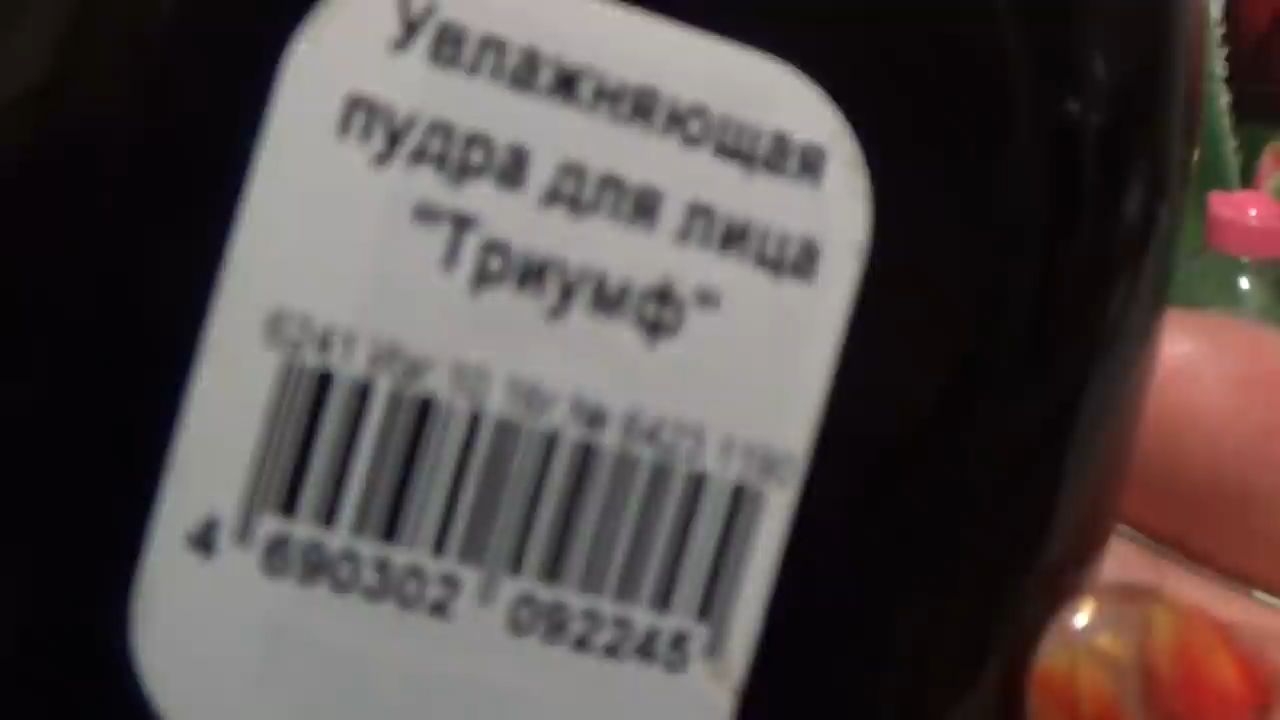 Увлажняющая
пудра для лица
"Триумф"
4 690302 092245